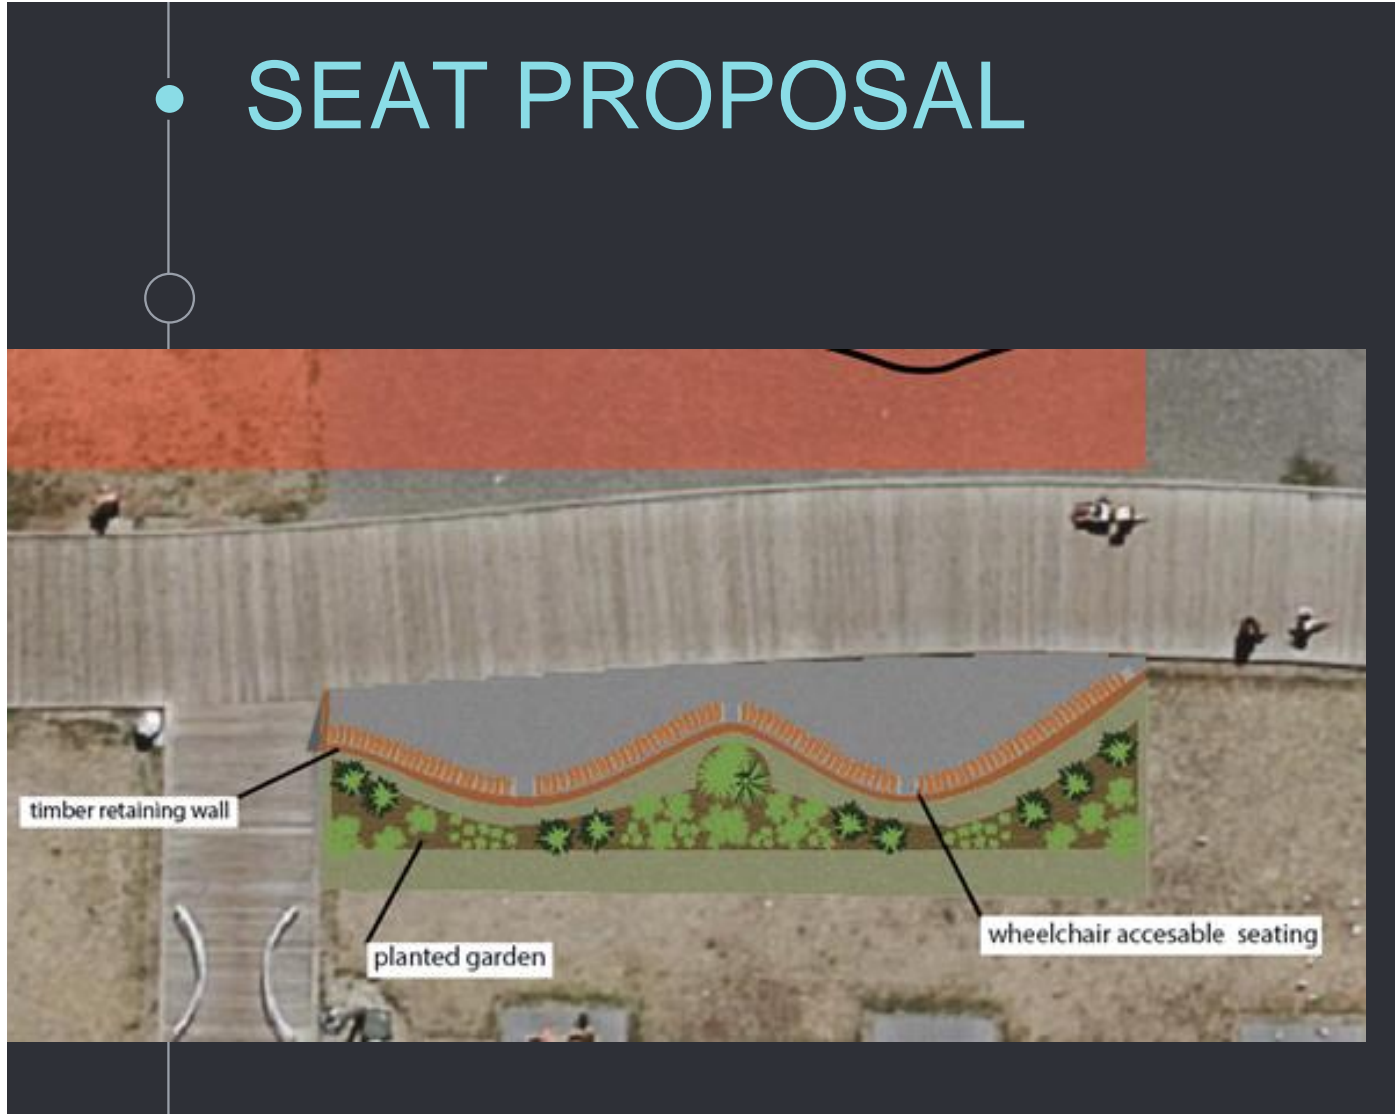 SEAT PROPOSAL
timber retaining wall
planted garden
wheelchair accesable seating